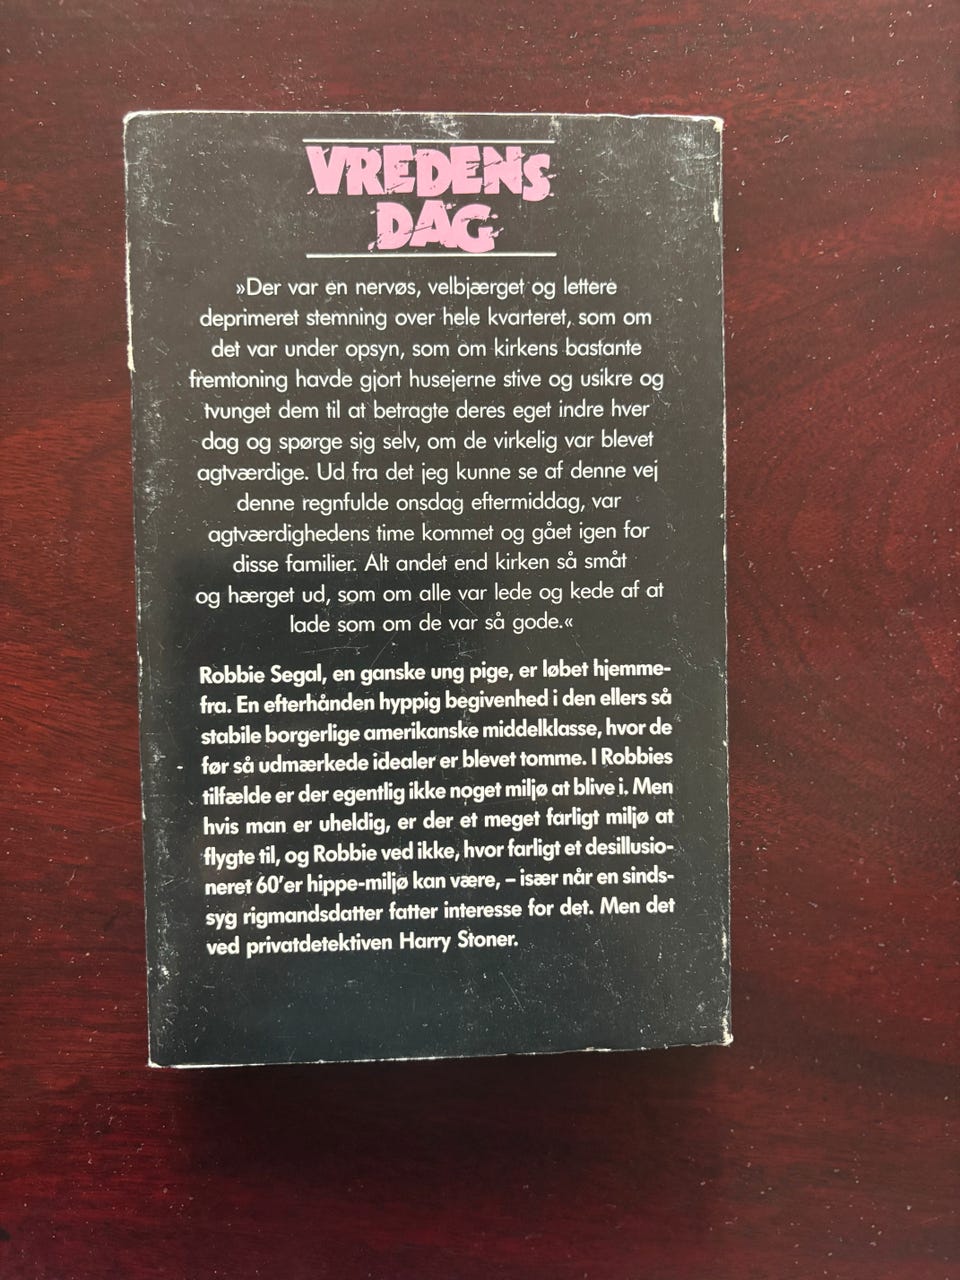 VREDENS
DAG
»Der var en nervøs, velbjærget og lettere
deprimeret stemning over hele kvarteret, som om
det var under opsyn, som om kirkens bastante
fremtoning havde gjort husejerne stive og usikre og
tvunget dem til at betragte deres eget indre hver
dag og spørge sig selv, om de virkelig var blevet
agtværdige. Ud fra det jeg kunne se af denne vej
denne regnfulde onsdag eftermiddag, var
agtværdighedens time kommet og gået igen for
disse familier. Alt andet end kirken så småt
og hærget ud, som om alle var lede og kede af at
lade som om de var så gode.«
Robbie Segal, en ganske ung pige, er løbet hjemme-
fra. En efterhånden hyppig begivenhed i den ellers så
stabile borgerlige amerikanske middelklasse, hvor de
før så udmærkede idealer er blevet tomme. I Robbies
tilfælde er der egentlig ikke noget miljø at blive i. Men
hvis man er uheldig, er der et meget farligt miljø at
flygte til, og Robbie ved ikke, hvor farligt et desillusio-
neret 60'er hippe-miljø kan være, – især når en sinds-
syg rigmandsdatter fatter interesse for det. Men det
ved privatdetektiven Harry Stoner.